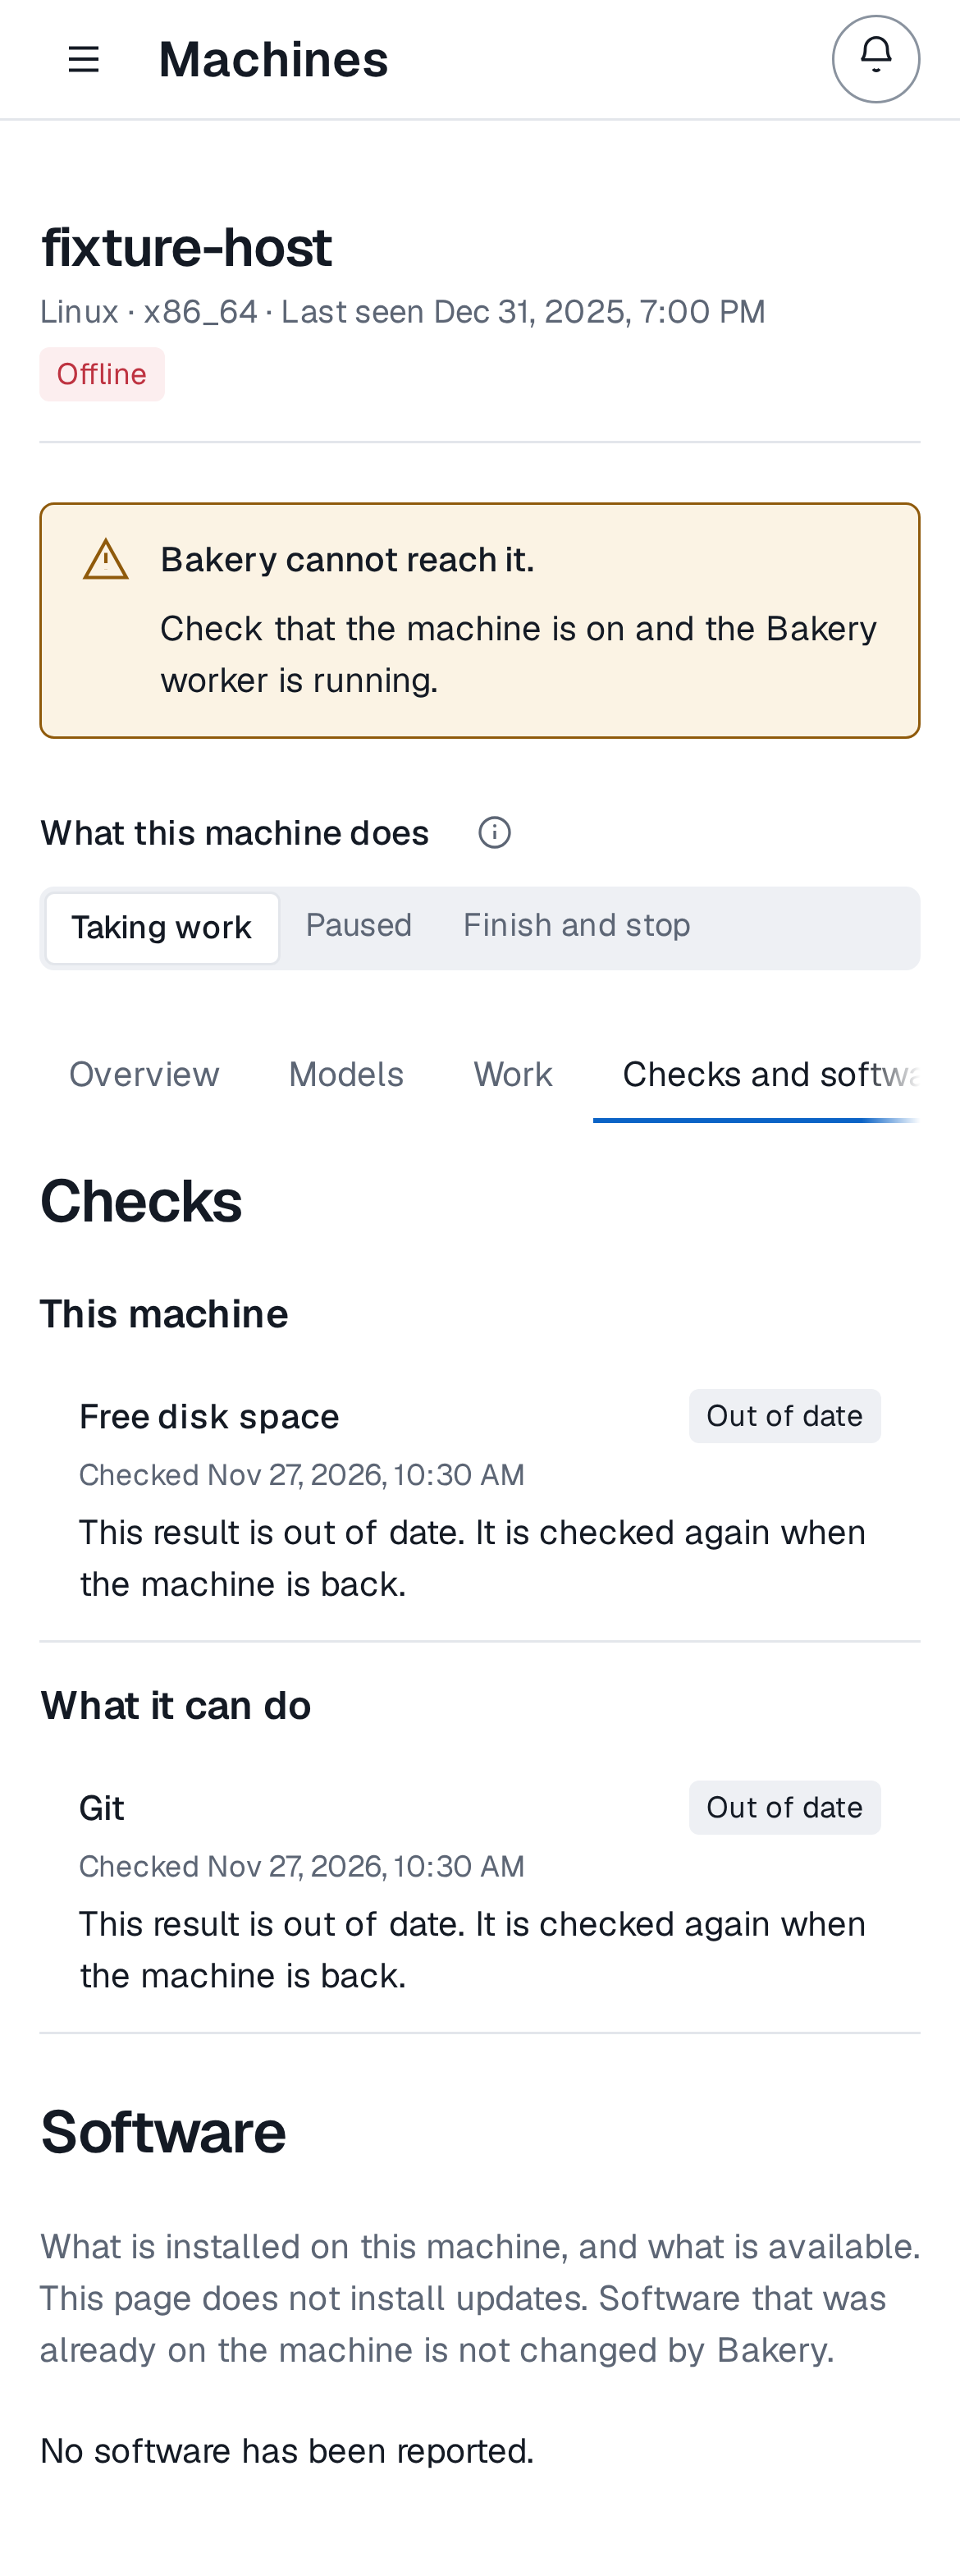 Machines
fixture-host
Linux · x86_64 · Last seen Dec 31, 2025, 7:00 PM
Offline
Bakery cannot reach it.
Check that the machine is on and the Bakery
worker is running.
What this machine does
Taking work Paused Finish and stop
Overview Models Work Checks and softwa
Checks
This machine
Free disk space Out of date
Checked Nov 27, 2026, 10:30 AM
This result is out of date. It is checked again when
the machine is back.
What it can do
Git Out of date
Checked Nov 27, 2026, 10:30 AM
This result is out of date. It is checked again when
the machine is back.
Software
What is installed on this machine, and what is available.
This page does not install updates. Software that was
already on the machine is not changed by Bakery.
No software has been reported.